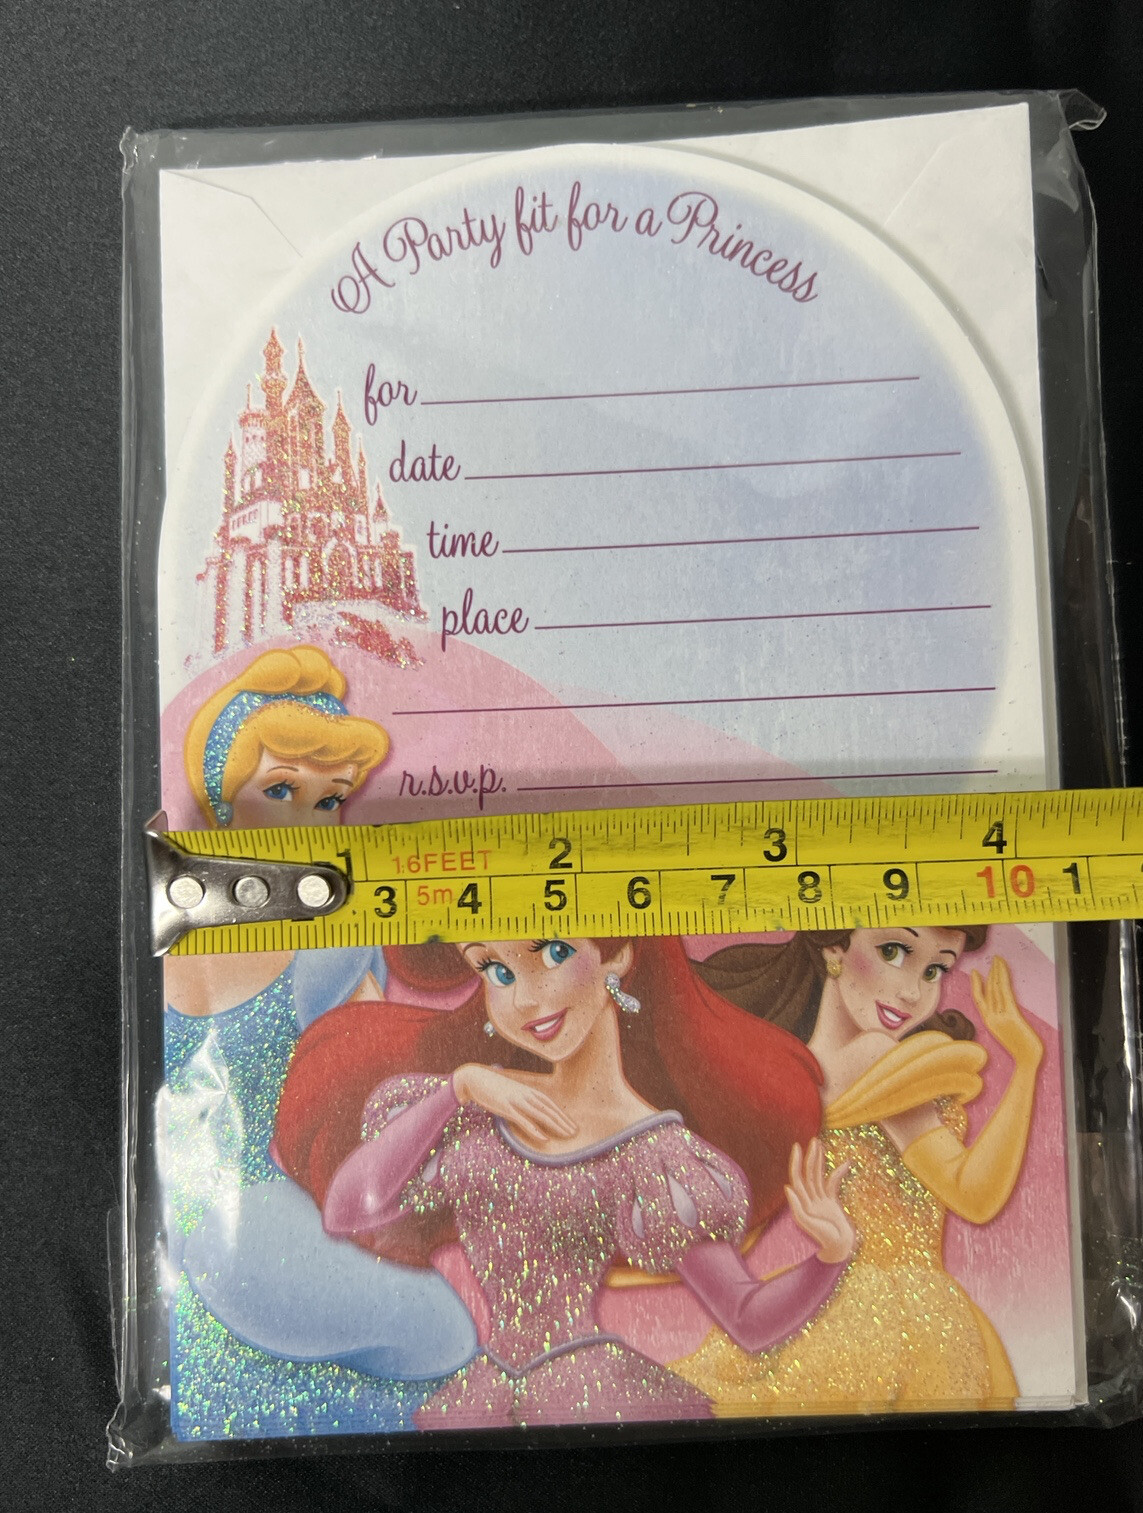 A Party fit for a Princess
for
date
time
place
r.s.v.p.
1 16FEET 2 3 4
3 5m 4 5 6 7 8 9 10 1